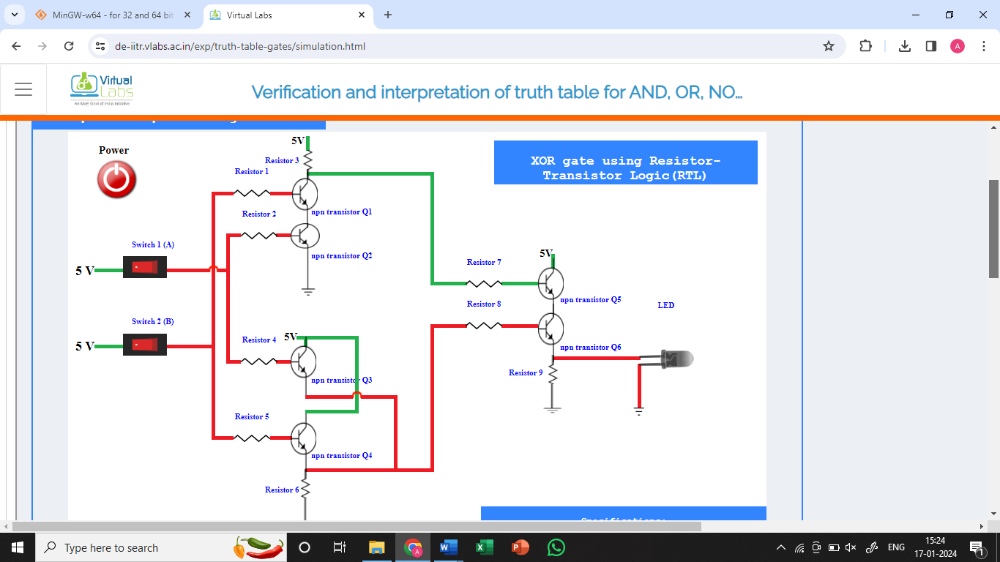 MinGW-w64 - for 32 and 64 bit
Virtual Labs
de-iitr.vlabs.ac.in/exp/truth-table-gates/simulation.html
A
Virtual
Labs
An MoE Govt of India Initiative
Verification and interpretation of truth table for AND, OR, NO...
Power
5V
Resistor 3
Resistor 1
XOR gate using Resistor-
Transistor Logic(RTL)
npn transistor Q1
Resistor 2
Switch 1 (A)
npn transistor Q2
5V
Resistor 7
5 V
npn transistor Q5
Resistor 8
LED
Switch 2 (B)
Resistor 4
5V
5 V
npn transistor Q6
Resistor 9
npn transistor Q3
Resistor 5
npn transistor Q4
Resistor 6
Specifications:
Type here to search
A
W
X
P
ENG
15:24
17-01-2024
1